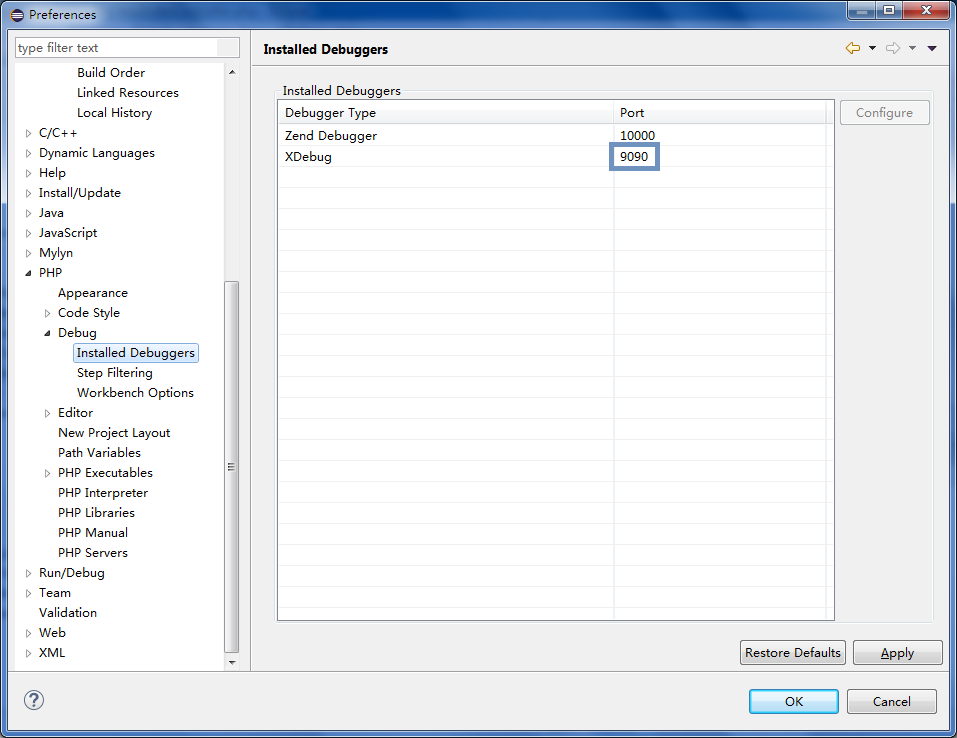 Preferences
type filter text
Build Order
Linked Resources
Local History
C/C++
Dynamic Languages
Help
Install/Update
Java
JavaScript
Mylyn
PHP
Appearance
Code Style
Debug
Installed Debuggers
Step Filtering
Workbench Options
Editor
New Project Layout
Path Variables
PHP Executables
PHP Interpreter
PHP Libraries
PHP Manual
PHP Servers
Run/Debug
Team
Validation
Web
XML
Installed Debuggers
Installed Debuggers
Debugger Type Port
Zend Debugger 10000
XDebug 9090
Configure
Restore Defaults Apply
? OK Cancel